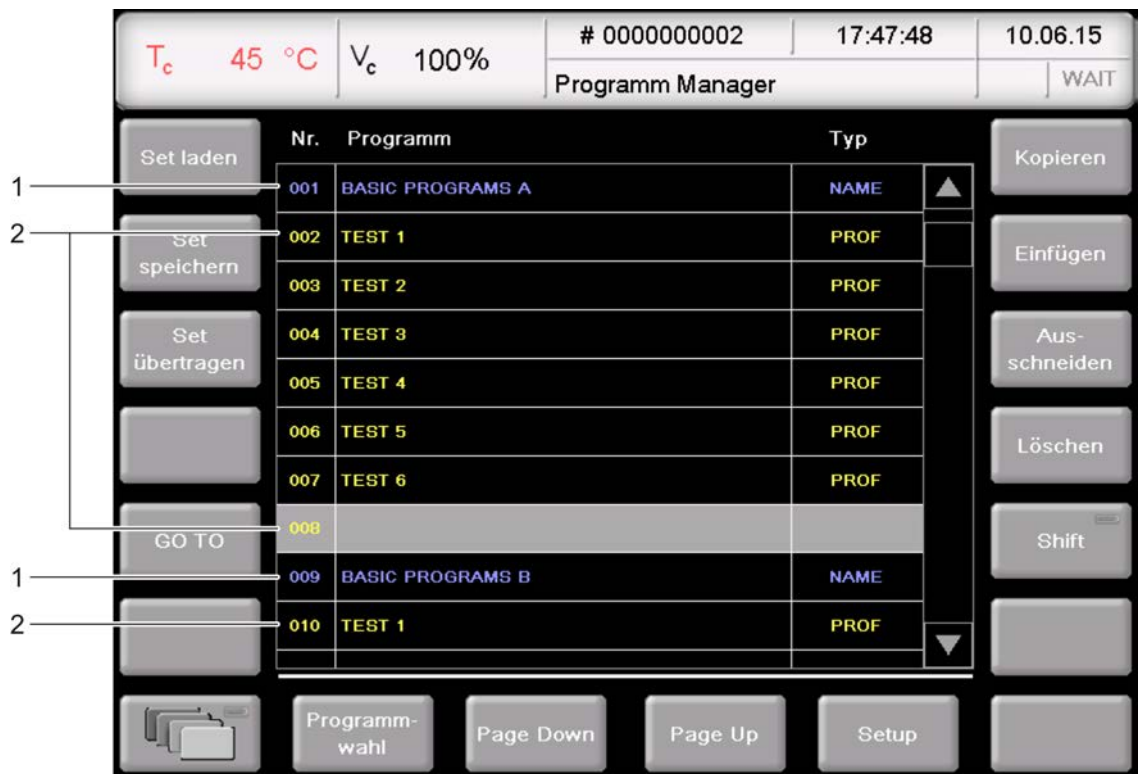 T_c 45 °C
V_c 100%
# 0000000002
17:47:48
10.06.15
Programm Manager
WAIT
Nr. Programm Typ
1
001 BASIC PROGRAMS A NAME
2
002 TEST 1 PROF
003 TEST 2 PROF
004 TEST 3 PROF
005 TEST 4 PROF
006 TEST 5 PROF
007 TEST 6 PROF
008
1
009 BASIC PROGRAMS B NAME
2
010 TEST 1 PROF
Set laden
Set
speichern
Set
übertragen
GO TO
Kopieren
Einfügen
Aus-
schneiden
Löschen
Shift
Programm-
wahl
Page Down
Page Up
Setup